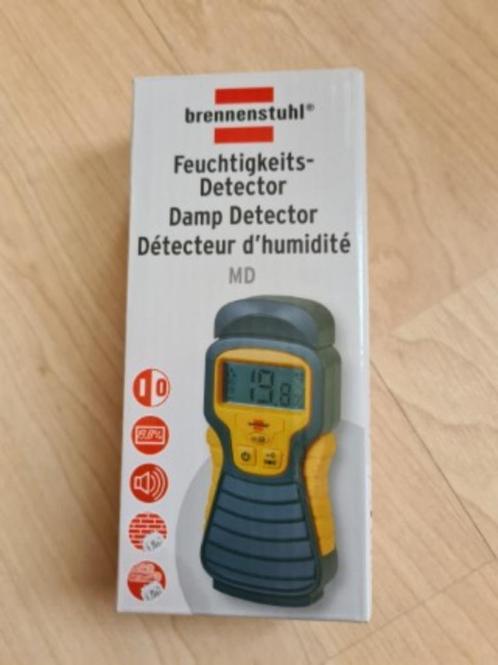 brennenstuhl®
Feuchtigkeits-
Detector
Damp Detector
Détecteur d'humidité
MD
19.8